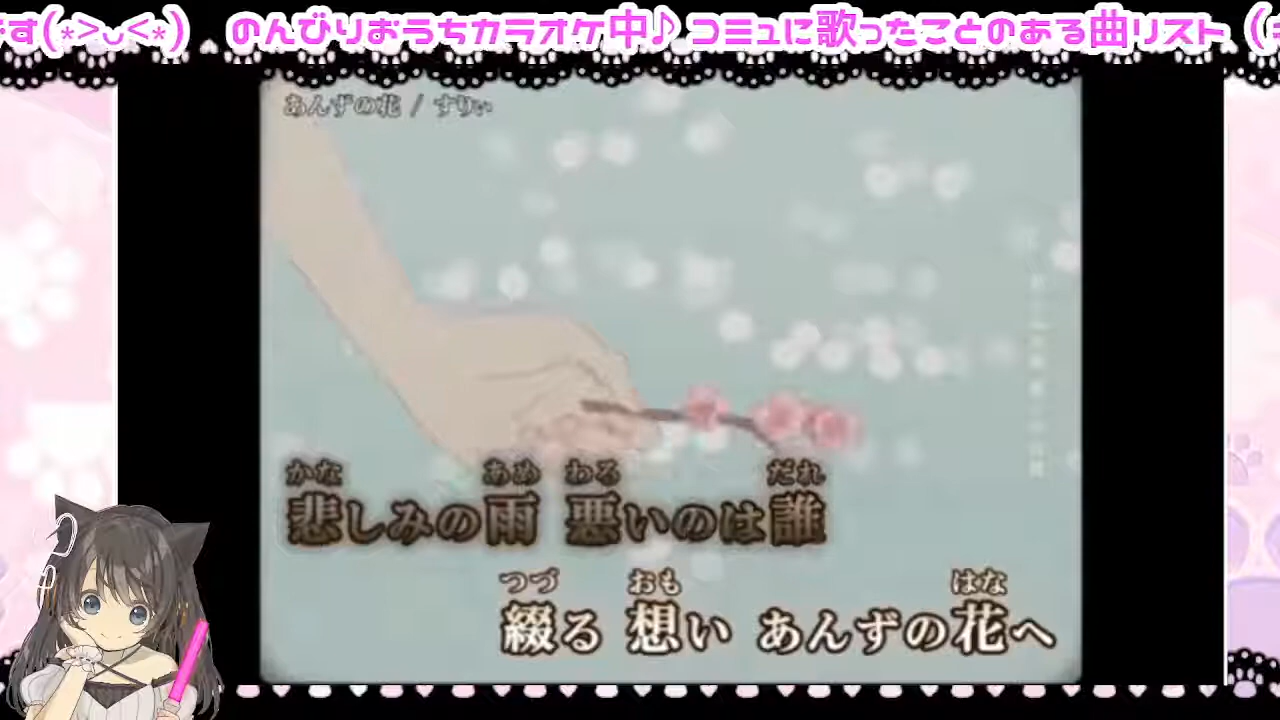 です(*>ᴗ<*) のんびりおうちカラオケ中♪ コミュに歌ったことのある曲リスト（
あんずの花 / すりぃ
かな あめ わる だれ
悲しみの雨 悪いのは誰
つづ おも はな
綴る 想い あんずの花へ